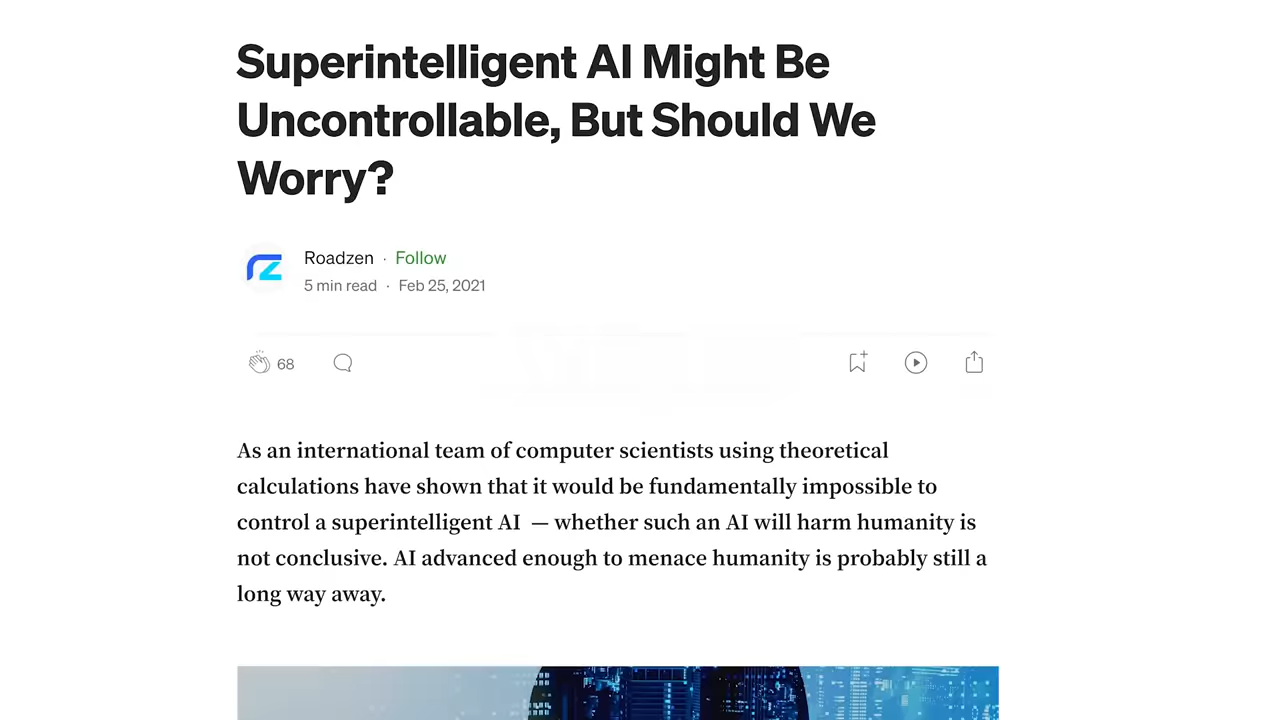 Superintelligent AI Might Be
Uncontrollable, But Should We
Worry?
Roadzen · Follow
5 min read · Feb 25, 2021
68
As an international team of computer scientists using theoretical
calculations have shown that it would be fundamentally impossible to
control a superintelligent AI — whether such an AI will harm humanity is
not conclusive. AI advanced enough to menace humanity is probably still a
long way away.